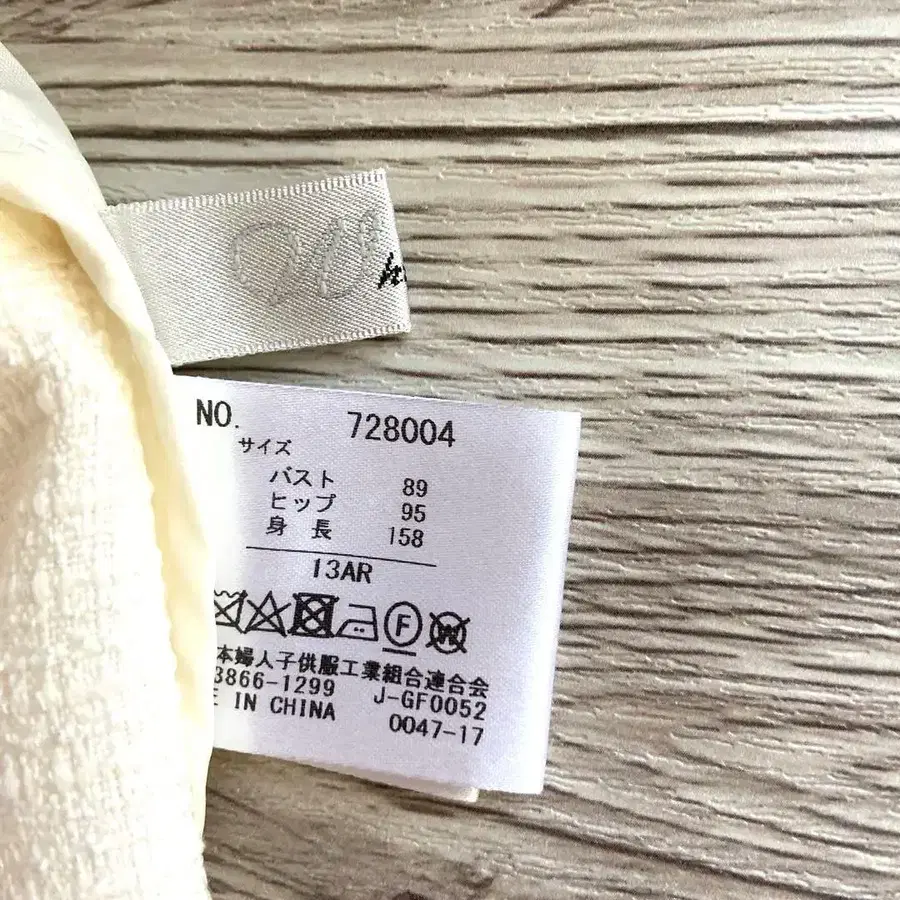 NO. 728004
サイズ
バスト 89
ヒップ 95
身長 158
13AR
F W
本婦人子供服工業組合連合会
3866-1299 J-GF0052
E IN CHINA 0047-17